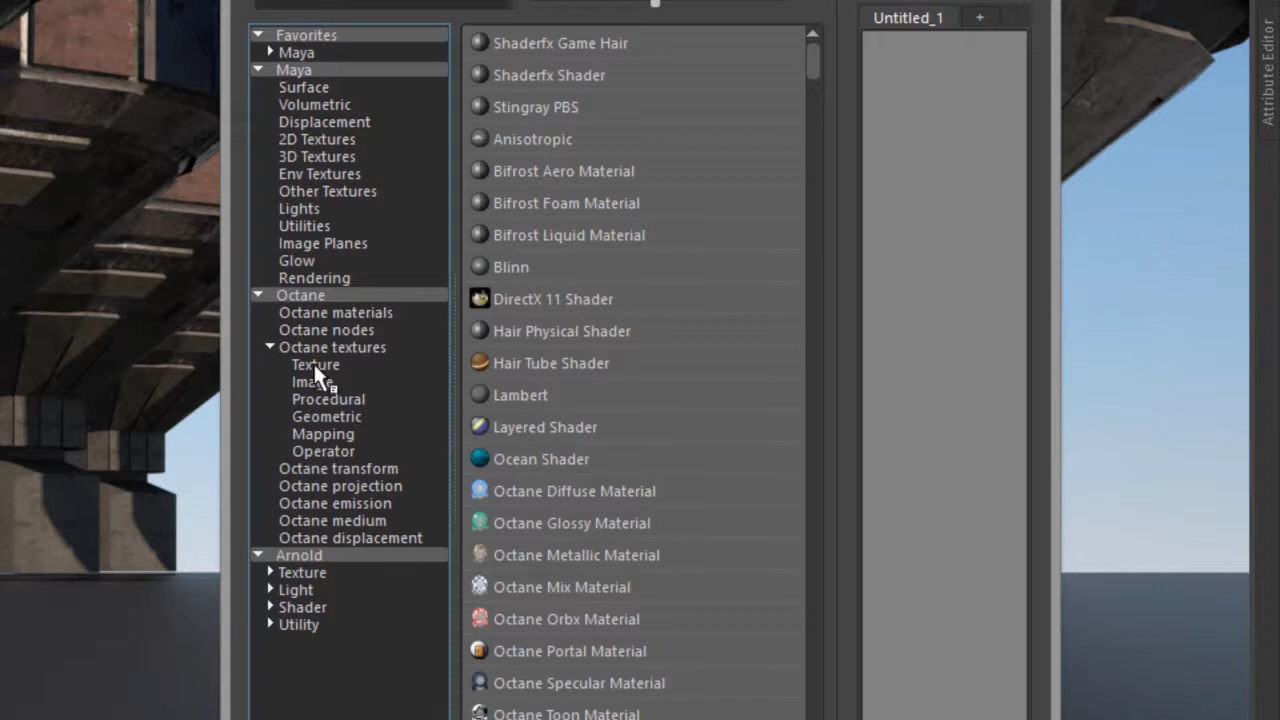 Favorites
Maya
Maya
Surface
Volumetric
Displacement
2D Textures
3D Textures
Env Textures
Other Textures
Lights
Utilities
Image Planes
Glow
Rendering
Octane
Octane materials
Octane nodes
Octane textures
Texture
Image
Procedural
Geometric
Mapping
Operator
Octane transform
Octane projection
Octane emission
Octane medium
Octane displacement
Arnold
Texture
Light
Shader
Utility
Shaderfx Game Hair
Shaderfx Shader
Stingray PBS
Anisotropic
Bifrost Aero Material
Bifrost Foam Material
Bifrost Liquid Material
Blinn
DirectX 11 Shader
Hair Physical Shader
Hair Tube Shader
Lambert
Layered Shader
Ocean Shader
Octane Diffuse Material
Octane Glossy Material
Octane Metallic Material
Octane Mix Material
Octane Orbx Material
Octane Portal Material
Octane Specular Material
Octane Toon Material
Untitled_1 +
Attribute Editor